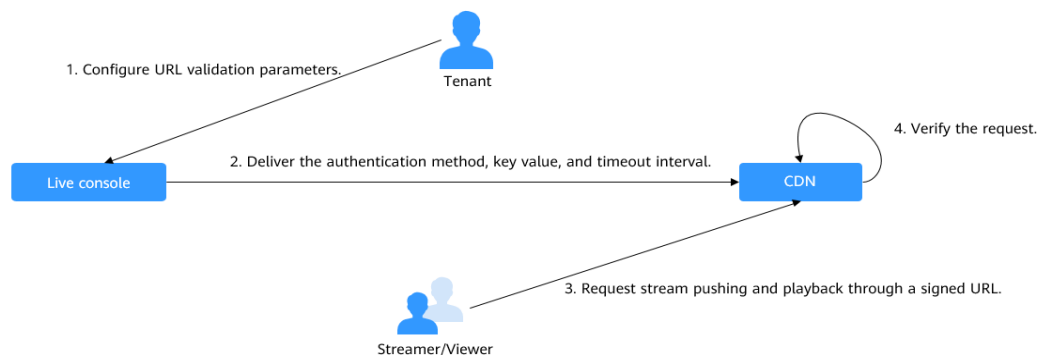 1. Configure URL validation parameters.
Tenant
4. Verify the request.
2. Deliver the authentication method, key value, and timeout interval.
Live console
CDN
3. Request stream pushing and playback through a signed URL.
Streamer/Viewer